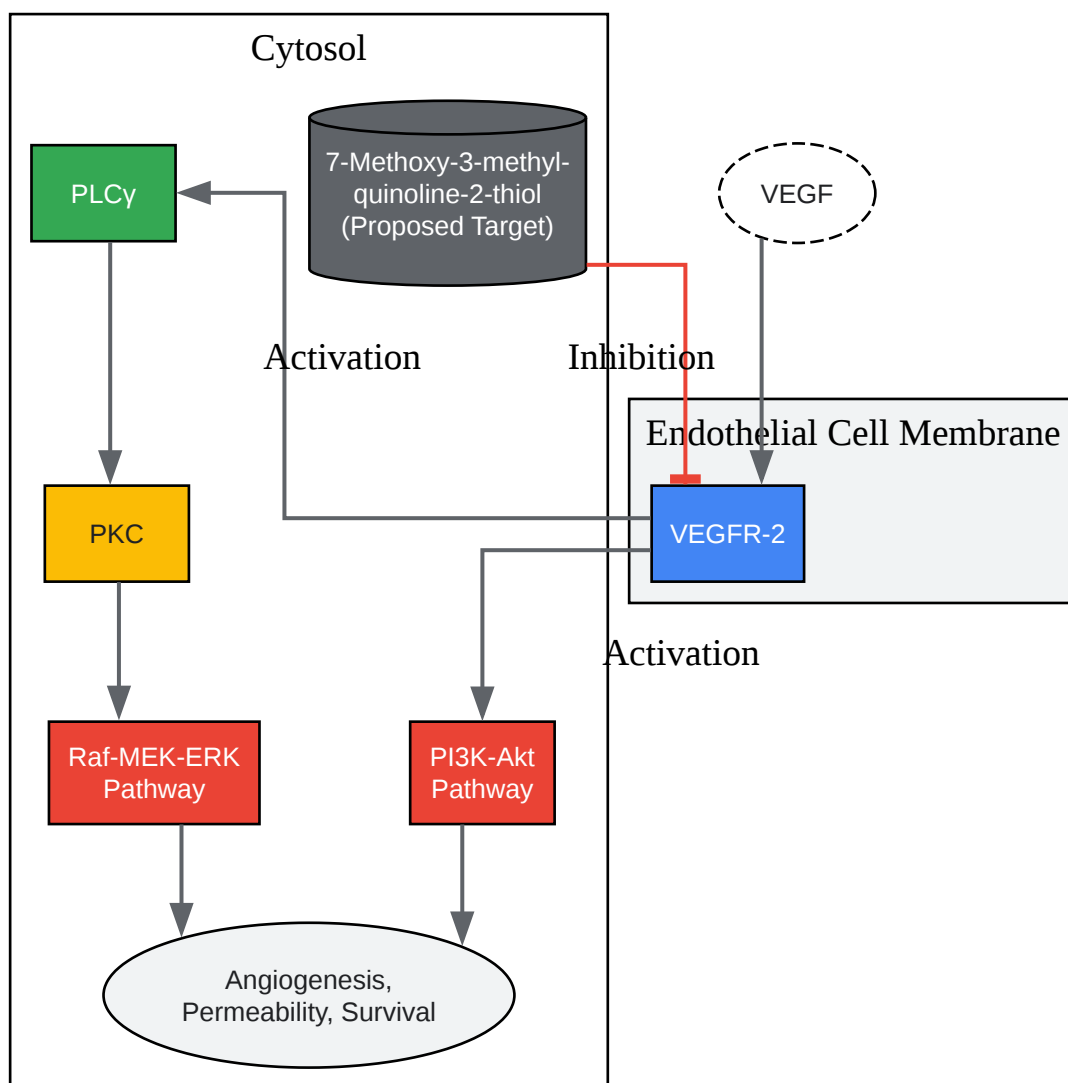 Cytosol
7-Methoxy-3-methyl-
quinoline-2-thiol
(Proposed Target)
PLCγ
VEGF
Activation
Inhibition
Endothelial Cell Membrane
PKC
VEGFR-2
Activation
Raf-MEK-ERK
Pathway
PI3K-Akt
Pathway
Angiogenesis,
Permeability, Survival